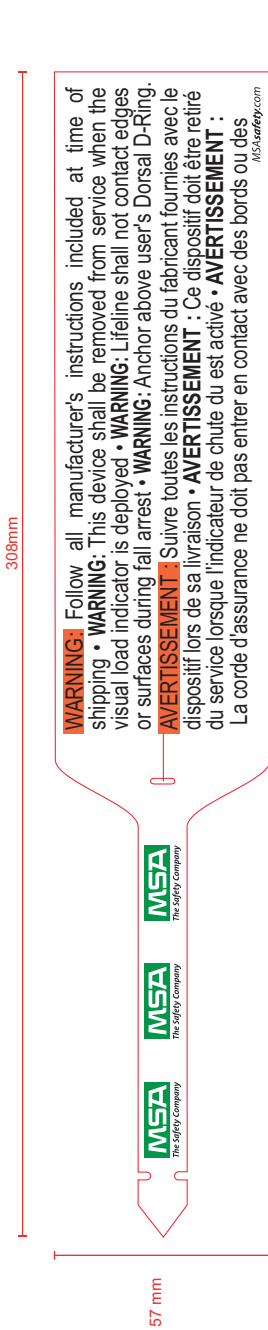 308mm
WARNING: Follow all manufacturer's instructions included at time of
shipping • WARNING: This device shall be removed from service when the
visual load indicator is deployed • WARNING: Lifeline shall not contact edges
or surfaces during fall arrest • WARNING: Anchor above user's Dorsal D-Ring.
AVERTISSEMENT : Suivre toutes les instructions du fabricant fournies avec le
dispositif lors de sa livraison • AVERTISSEMENT : Ce dispositif doit être retiré
du service lorsque l'indicateur de chute du est activé • AVERTISSEMENT :
La corde d'assurance ne doit pas entrer en contact avec des bords ou des
MSAsafety.com
MSA
The Safety Company
MSA
The Safety Company
MSA
The Safety Company
57 mm